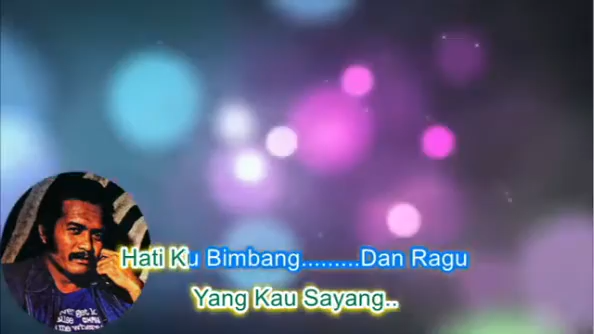 Hati Ku Bimbang.........Dan Ragu
Yang Kau Sayang..